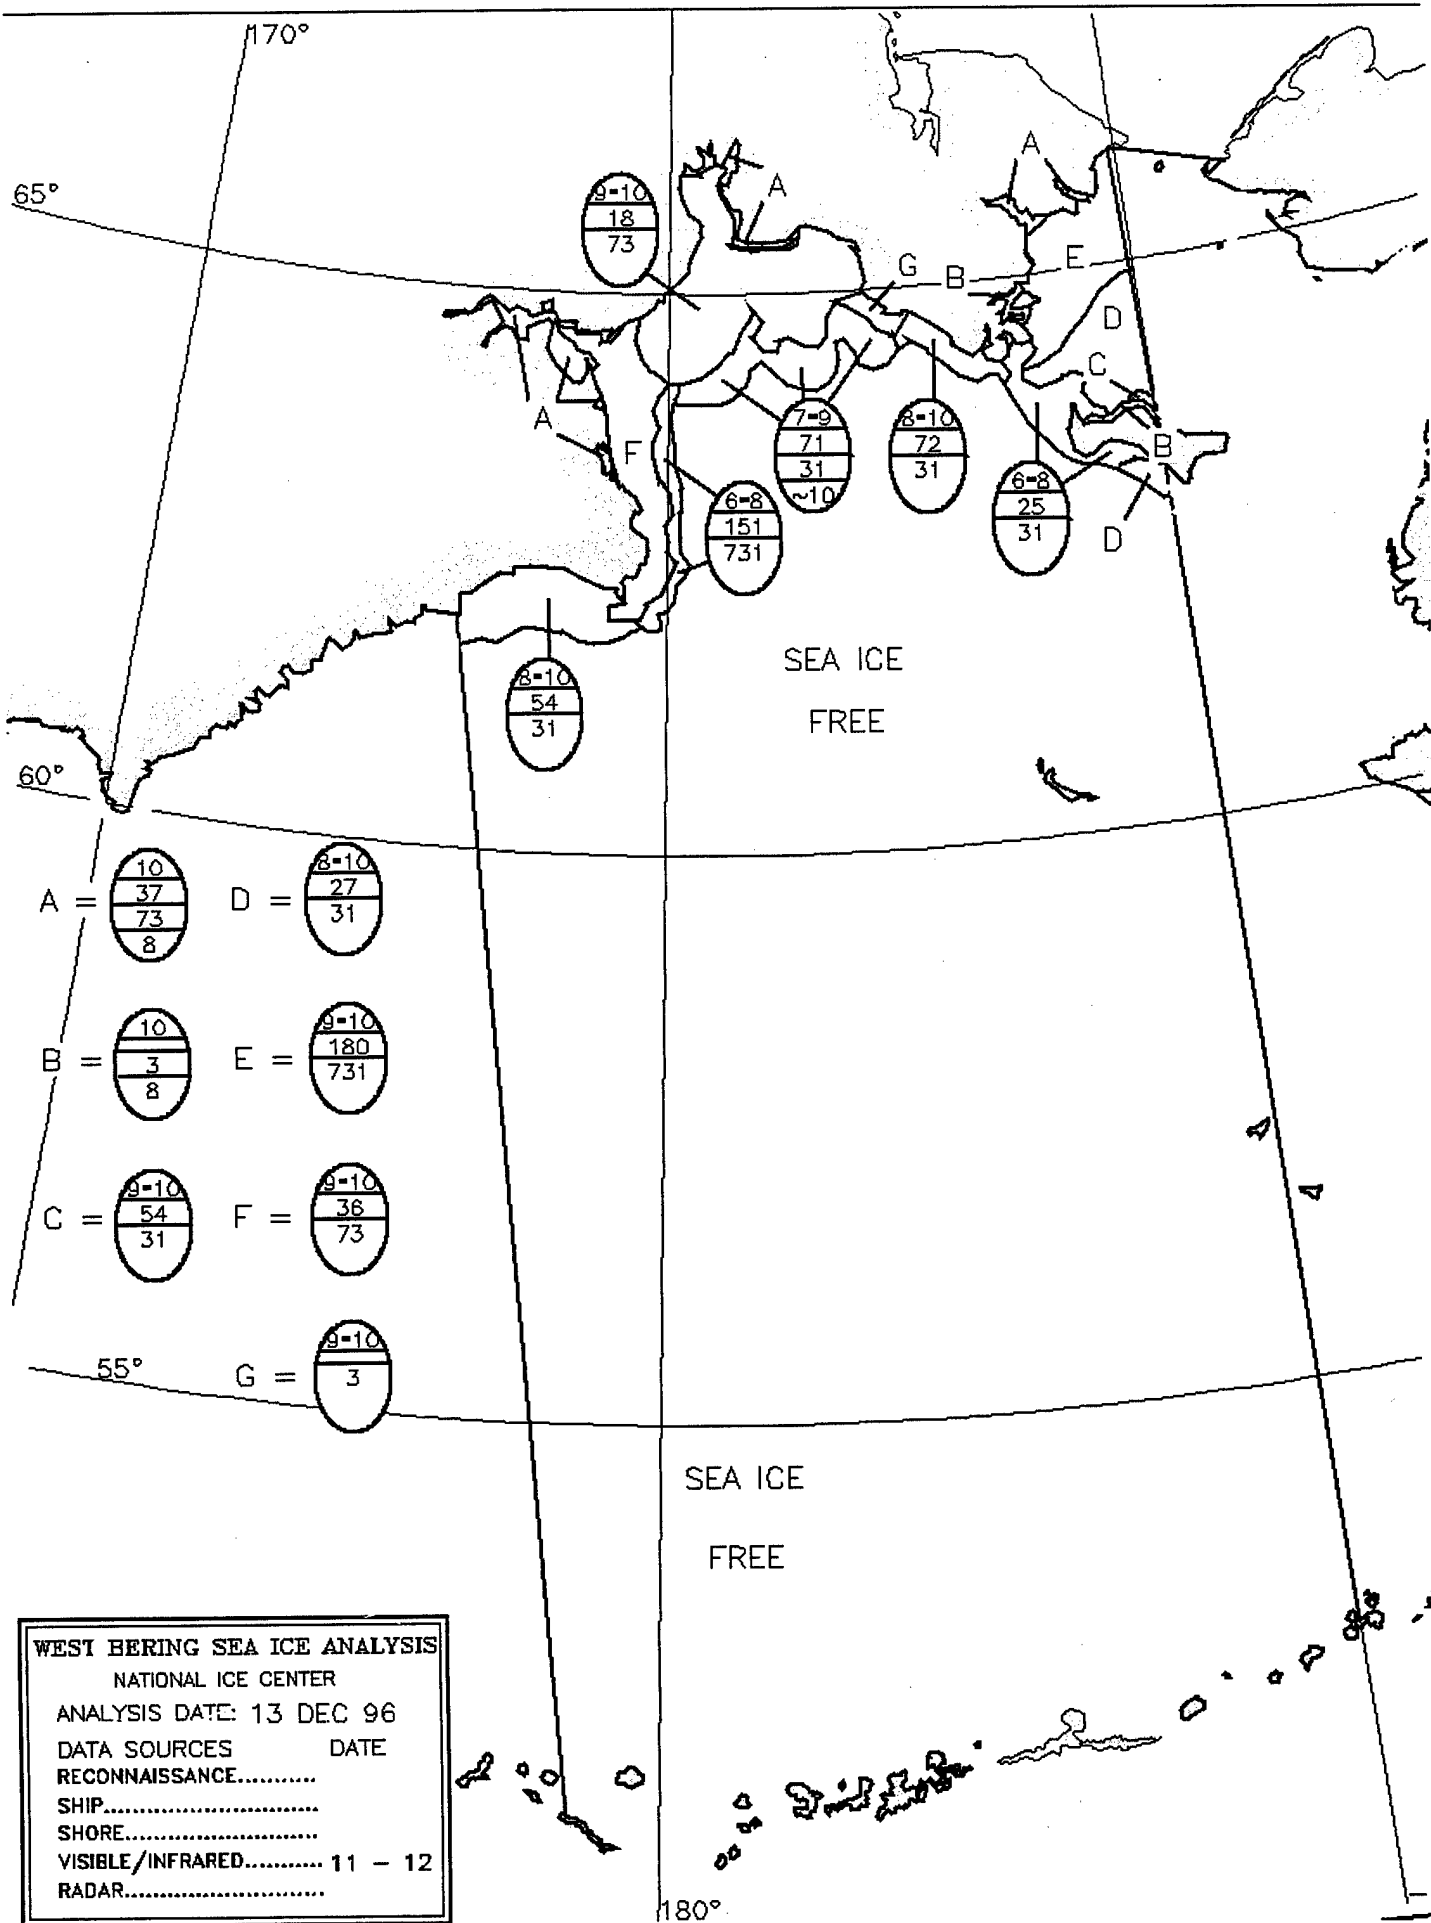 170°
65°
A
A
9-10
18
73
G
B
E
D
C
A
F
7-9
71
31
~10
8-10
72
31
B
6-8
25
31
D
6-8
151
731
SEA ICE
FREE
8-10
54
31
60°
A =
10
37
73
8
D =
8-10
27
31
B =
10
3
8
E =
9-10
180
731
C =
9-10
54
31
F =
9-10
36
73
55°
G =
9-10
3
SEA ICE
FREE
WEST BERING SEA ICE ANALYSIS
NATIONAL ICE CENTER
ANALYSIS DATE: 13 DEC 96
DATA SOURCES DATE
RECONNAISSANCE...........
SHIP..............................
SHORE...........................
VISIBLE/INFRARED........... 11 - 12
RADAR............................
180°